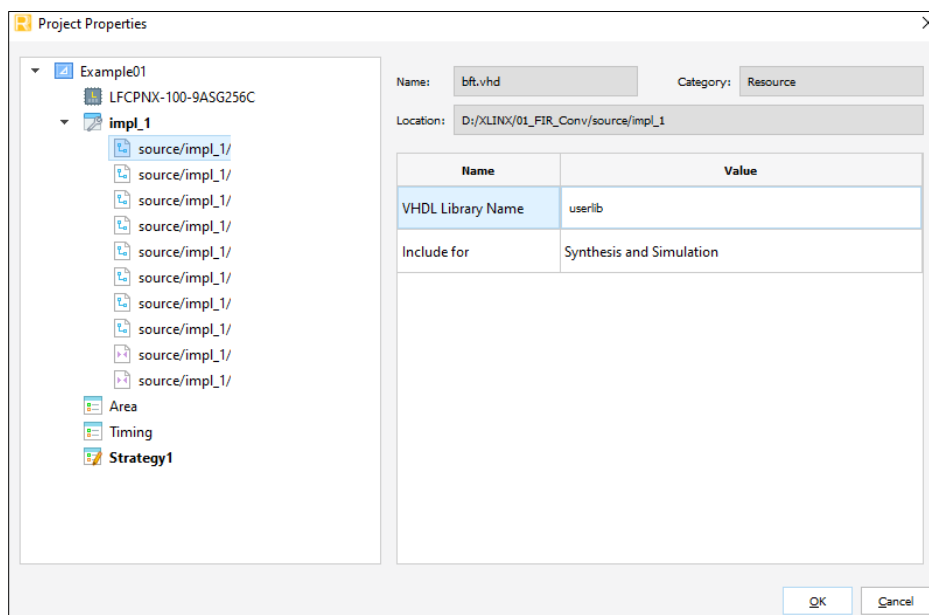 Project Properties
Example01
LFCPNX-100-9ASG256C
impl_1
source/impl_1/
source/impl_1/
source/impl_1/
source/impl_1/
source/impl_1/
source/impl_1/
source/impl_1/
source/impl_1/
source/impl_1/
source/impl_1/
Area
Timing
Strategy1
Name: bft.vhd Category: Resource
Location: D:/XLINX/01_FIR_Conv/source/impl_1
Name Value
VHDL Library Name userlib
Include for Synthesis and Simulation
OK Cancel